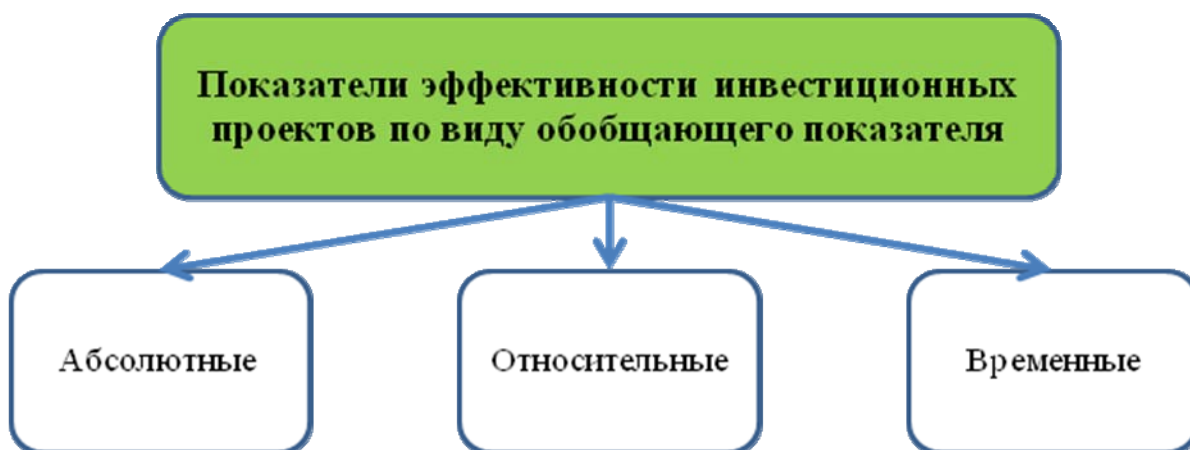 Показатели эффективности инвестиционных
проектов по виду обобщающего показателя
Абсолютные
Относительные
Временные